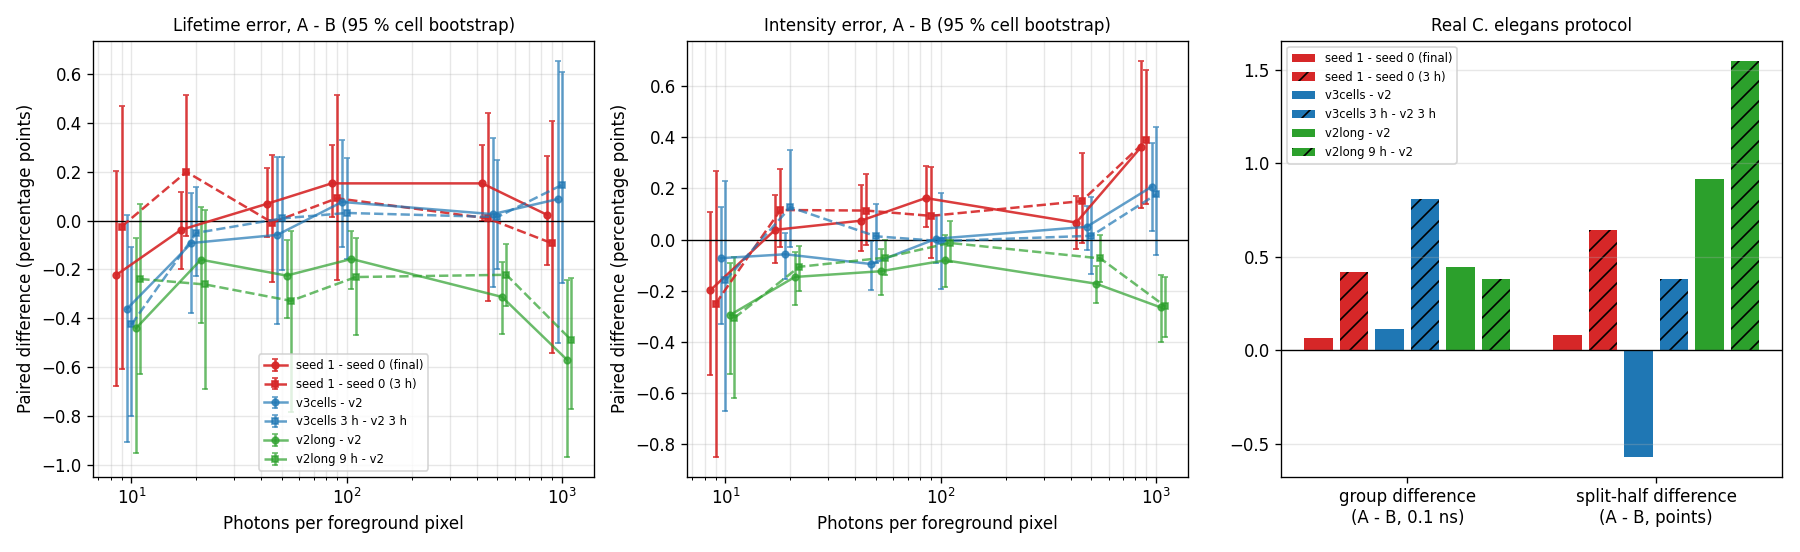 Lifetime error, A - B (95 % cell bootstrap)
Paired difference (percentage points)
0.6
0.4
0.2
0.0
−0.2
−0.4
−0.6
−0.8
−1.0
seed 1 - seed 0 (final)
seed 1 - seed 0 (3 h)
v3cells - v2
v3cells 3 h - v2 3 h
v2long - v2
v2long 9 h - v2
10¹
10²
10³
Photons per foreground pixel
Intensity error, A - B (95 % cell bootstrap)
Paired difference (percentage points)
0.6
0.4
0.2
0.0
−0.2
−0.4
−0.6
−0.8
10¹
10²
10³
Photons per foreground pixel
Real C. elegans protocol
1.5
1.0
0.5
0.0
−0.5
seed 1 - seed 0 (final)
seed 1 - seed 0 (3 h)
v3cells - v2
v3cells 3 h - v2 3 h
v2long - v2
v2long 9 h - v2
group difference
(A - B, 0.1 ns)
split-half difference
(A - B, points)